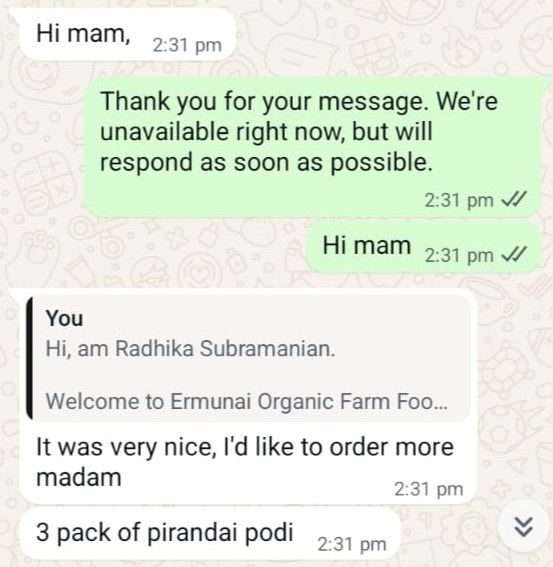 Hi mam,
2:31 pm
Thank you for your message. We're
unavailable right now, but will
respond as soon as possible.
2:31 pm
Hi mam
2:31 pm
You
Hi, am Radhika Subramanian.
Welcome to Ermunai Organic Farm Foo...
It was very nice, I'd like to order more
madam
2:31 pm
3 pack of pirandai podi
2:31 pm